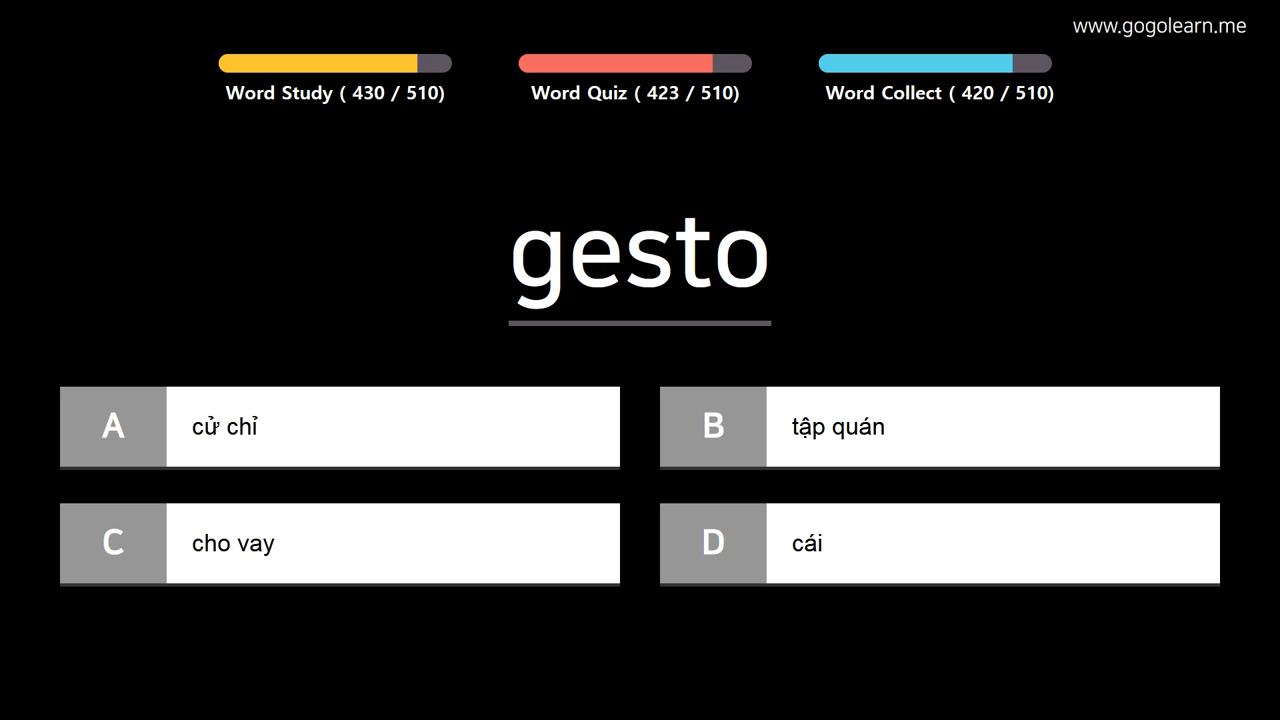 www.gogolearn.me
Word Study ( 430 / 510)
Word Quiz ( 423 / 510)
Word Collect ( 420 / 510)
gesto
A cử chỉ
B tập quán
C cho vay
D cái